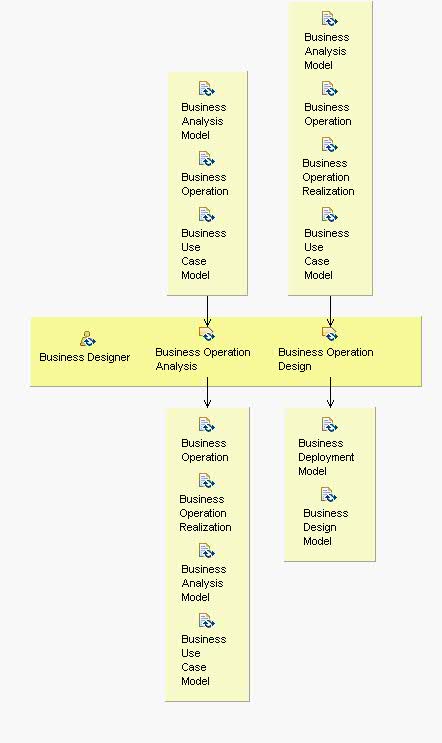 Business
Analysis
Model
Business
Operation
Business
Use
Case
Model
Business
Analysis
Model
Business
Operation
Business
Operation
Realization
Business
Use
Case
Model
Business Designer
Business Operation
Analysis
Business Operation
Design
Business
Operation
Business
Operation
Realization
Business
Analysis
Model
Business
Use
Case
Model
Business
Deployment
Model
Business
Design
Model